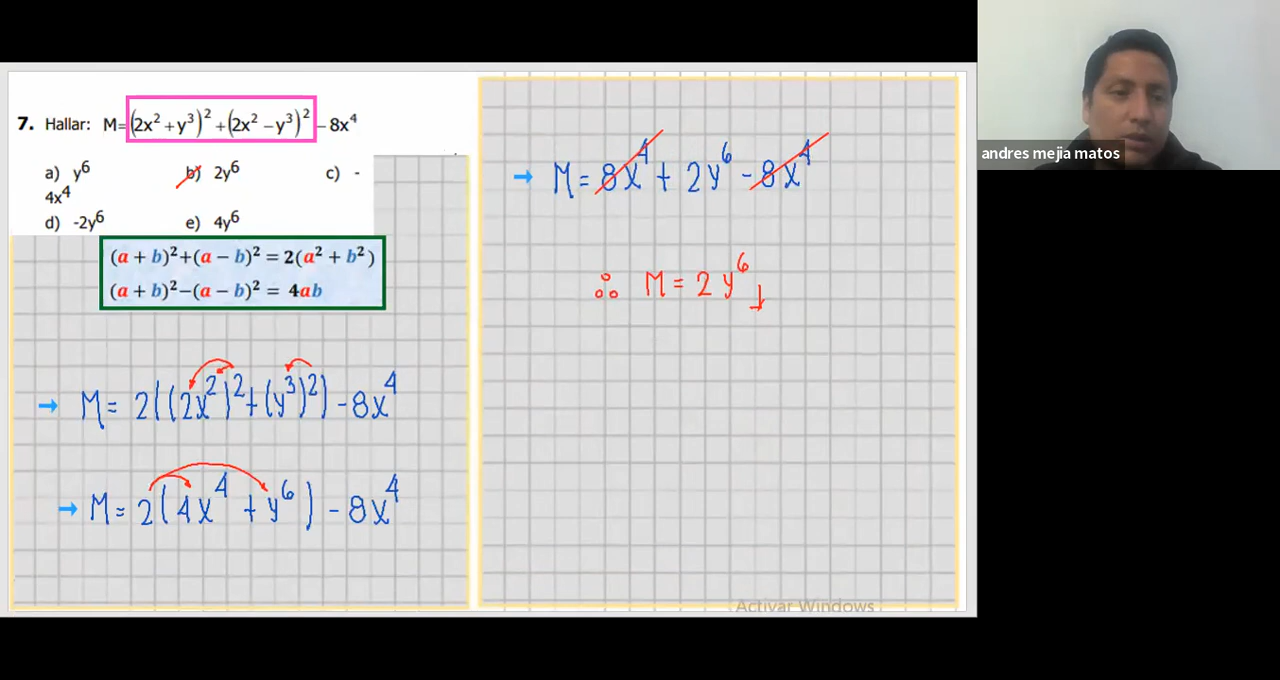 7. Hallar: M=(2x² +y³)² +(2x² −y³)² − 8x⁴
a) y⁶ b) 2y⁶ c) -
4x⁴
d) -2y⁶ e) 4y⁶
(a + b)²+(a − b)² = 2(a² + b²)
(a + b)²−(a − b)² = 4ab
→ M = 2((2x²)² + (y³)²) − 8x⁴
→ M = 2(4x⁴ + y⁶) − 8x⁴
→ M = 8x⁴ + 2y⁶ − 8x⁴
∴ M = 2y⁶
Activar Windows
andres mejia matos